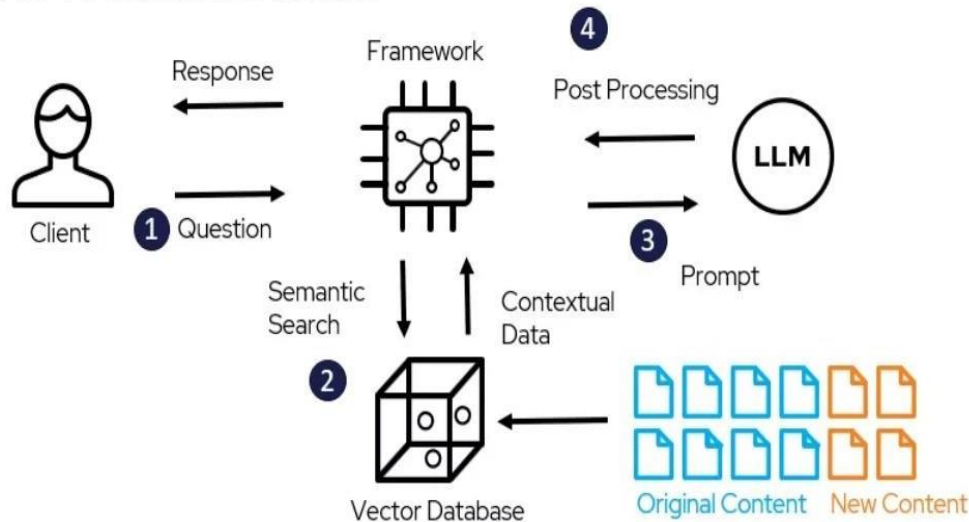 4
Framework
Response
Post Processing
LLM
Client
1 Question
3
Prompt
Semantic
Search
Contextual
Data
2
Vector Database
Original Content New Content